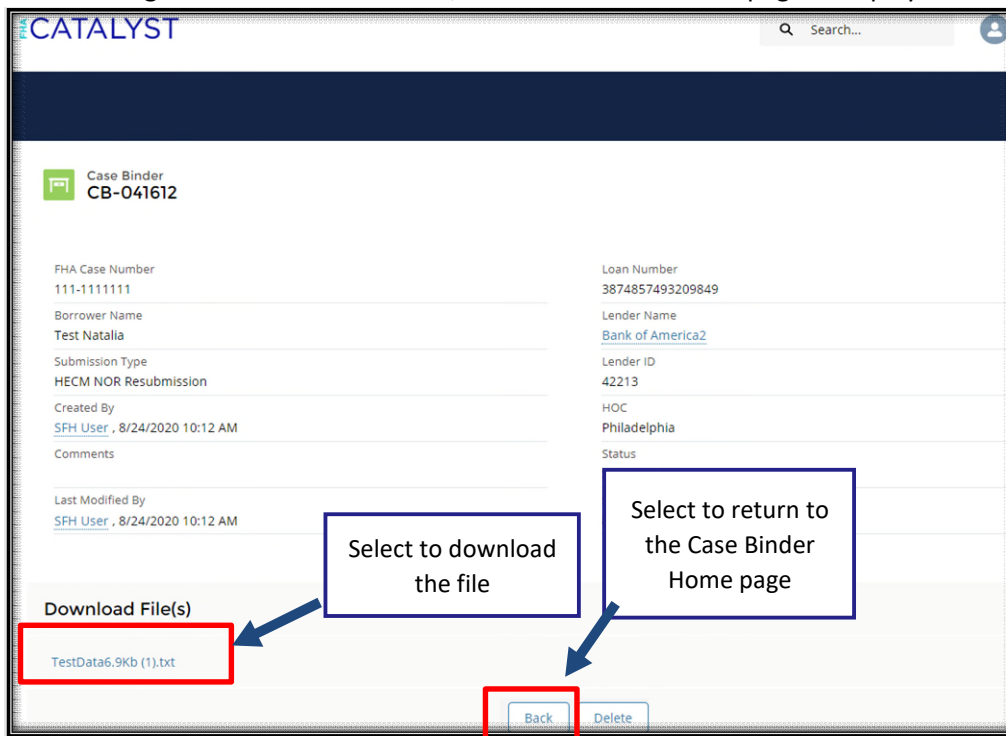 FHA
CATALYST
Search...
Case Binder
CB-041612
FHA Case Number
111-1111111
Loan Number
3874857493209849
Borrower Name
Test Natalia
Lender Name
Bank of America2
Submission Type
HECM NOR Resubmission
Lender ID
42213
Created By
SFH User , 8/24/2020 10:12 AM
HOC
Philadelphia
Comments
Status
Last Modified By
SFH User , 8/24/2020 10:12 AM
Select to download
the file
Select to return to
the Case Binder
Home page
Download File(s)
TestData6.9Kb (1).txt
Back
Delete